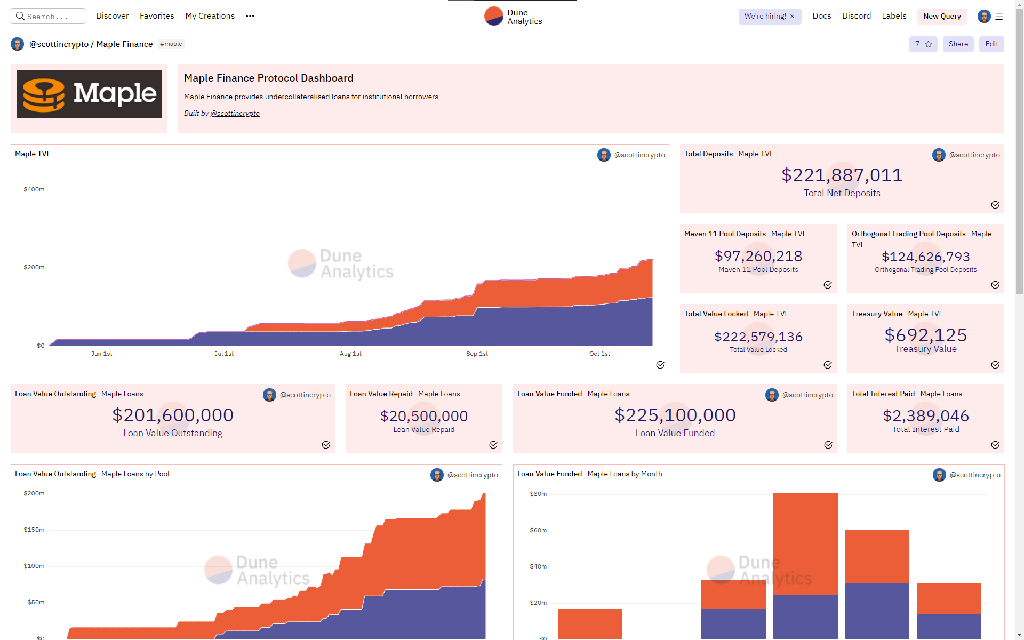 Search...
Discover
Favorites
My Creations
Dune
Analytics
We're hiring! ×
Docs
Discord
Labels
New Query
@scottincrypto / Maple Finance
#maple
7
Share
Edit
Maple
Maple Finance Protocol Dashboard
Maple Finance provides undercollateralised loans for institutional borrowers
Built by @scottincrypto
Maple TVL
@scottincrypto
$400m
$200m
$0
Dune
Analytics
Jun 1st
Jul 1st
Aug 1st
Sep 1st
Oct 1st
Total Deposits Maple TVL
@scottincrypto
$221,887,011
Total Net Deposits
Maven 11 Pool Deposits Maple TVL
$97,260,218
Maven 11 Pool Deposits
Orthogonal Trading Pool Deposits Maple
TVL
$124,626,793
Orthogonal Trading Pool Deposits
Total Value Locked Maple TVL
$222,579,136
Total Value Locked
Treasury Value Maple TVL
$692,125
Treasury Value
Loan Value Outstanding Maple Loans
@scottincrypto
$201,600,000
Loan Value Outstanding
Loan Value Repaid Maple Loans
$20,500,000
Loan Value Repaid
Loan Value Funded Maple Loans
@scottincrypto
$225,100,000
Loan Value Funded
Total Interest Paid Maple Loans
$2,389,046
Total Interest Paid
Loan Value Outstanding Maple Loans by Pool
@scottincrypto
$200m
$150m
$100m
$50m
$0
Dune
Analytics
Loan Value Funded Maple Loans by Month
@scottincrypto
$80m
$60m
$40m
$20m
$0
Dune
Analytics